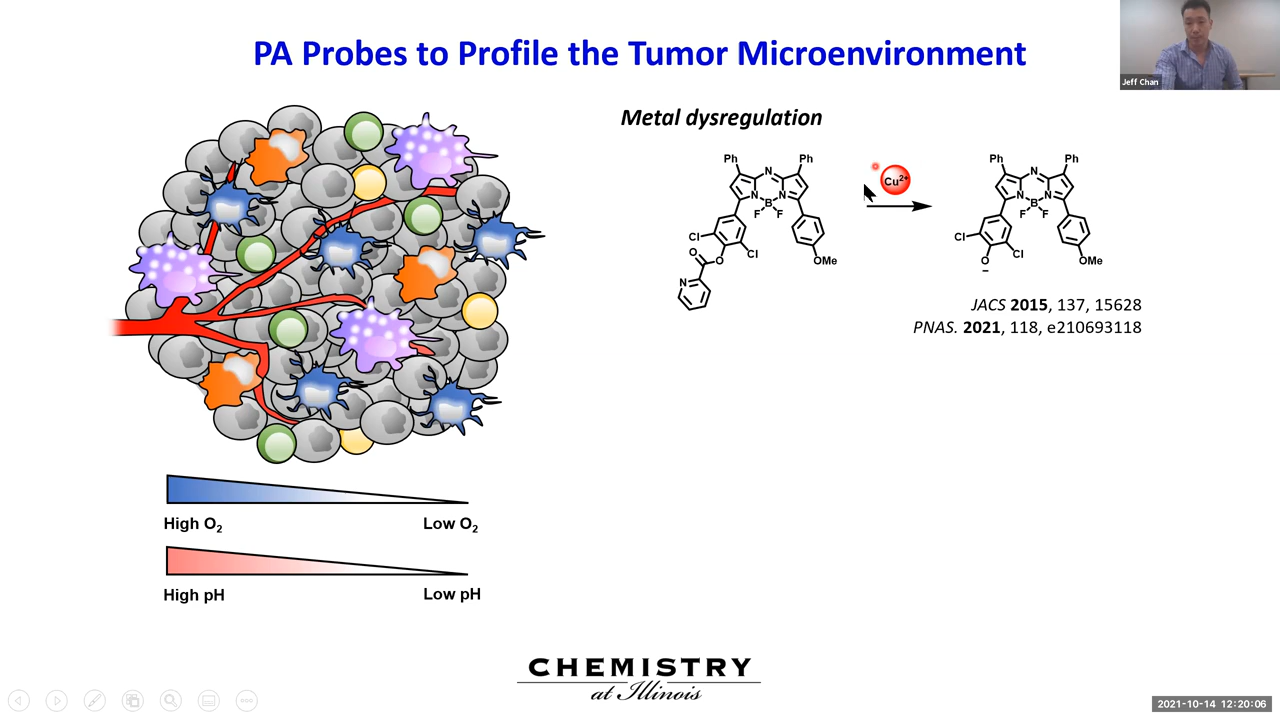 PA Probes to Profile the Tumor Microenvironment
Jeff Chan
Metal dysregulation
Ph
Ph
N
N
N
B
F
F
Cl
Cl
O
O
N
OMe
Cu2+
Ph
Ph
N
N
N
B
F
F
Cl
Cl
O
−
OMe
JACS 2015, 137, 15628
PNAS. 2021, 118, e210693118
High O2
Low O2
High pH
Low pH
CHEMISTRY
at Illinois
2021-10-14 12:20:06